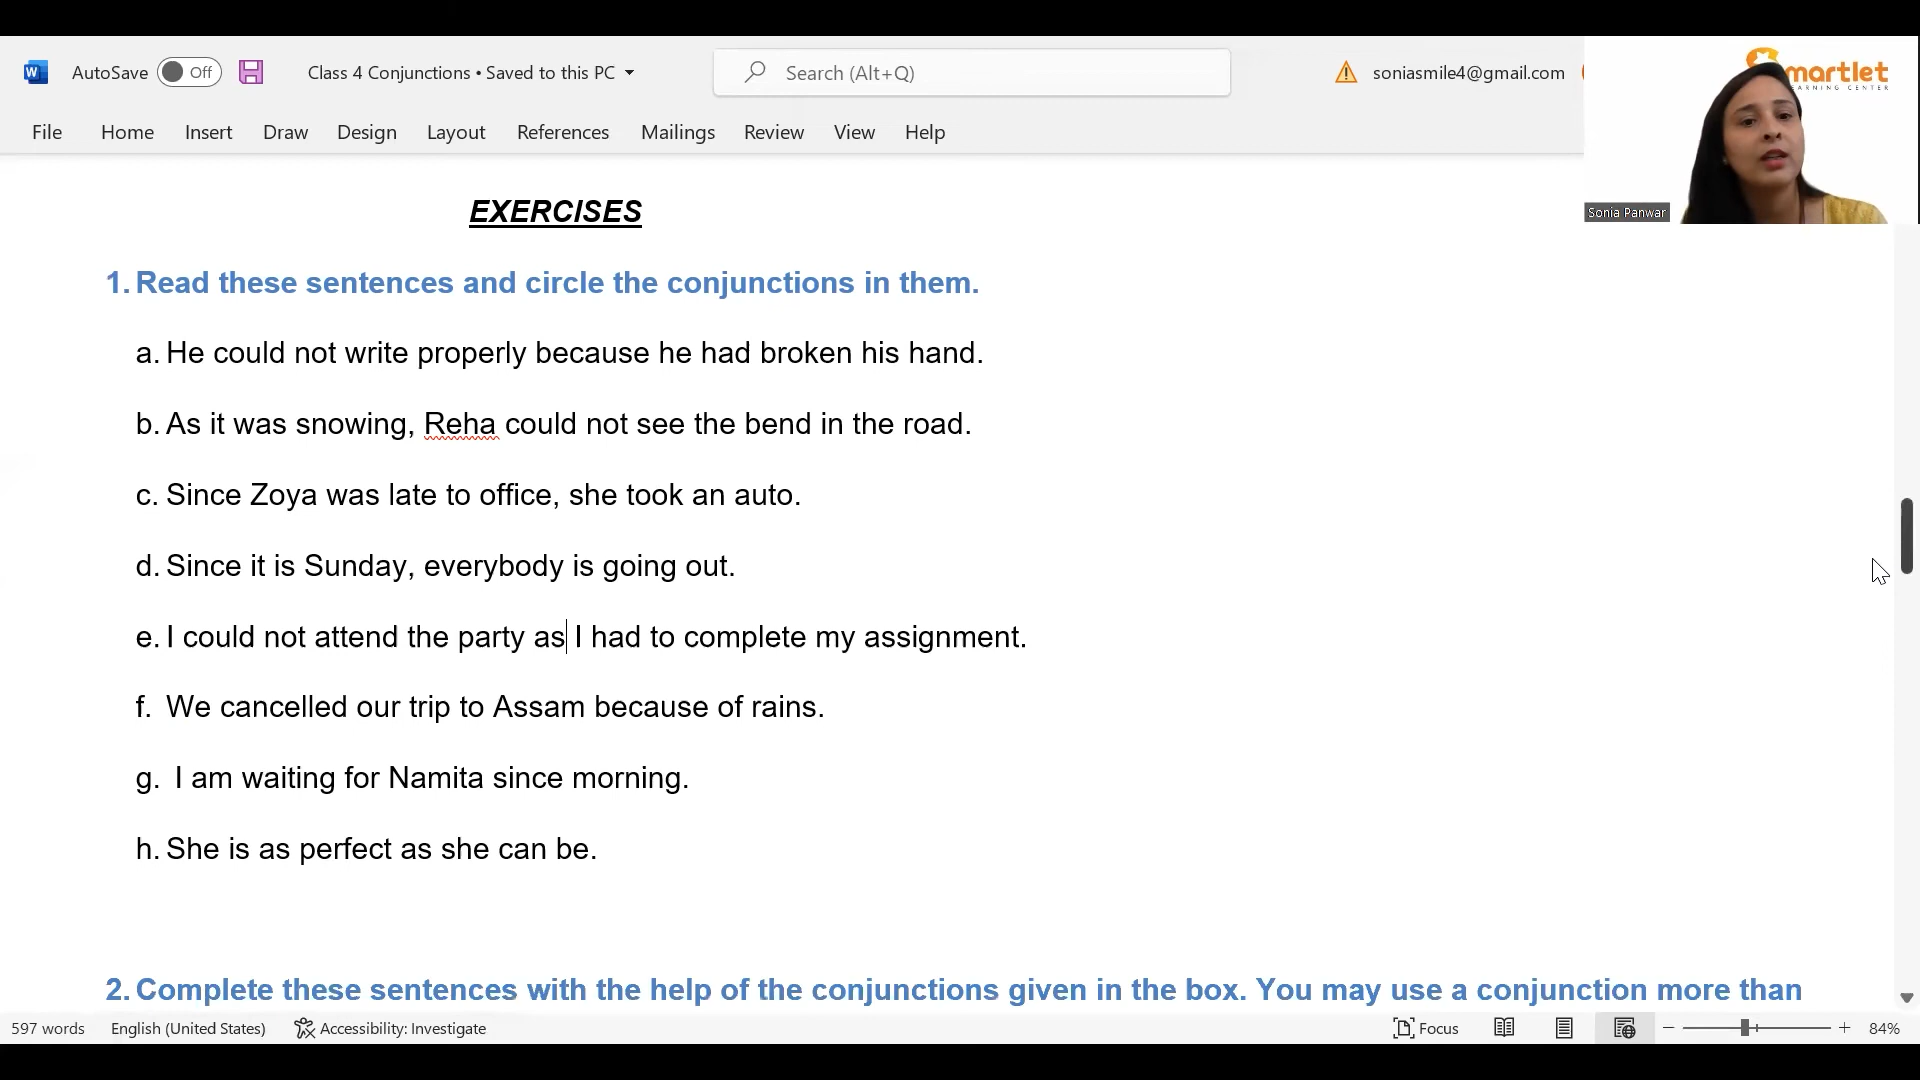 AutoSave Off Class 4 Conjunctions • Saved to this PC Search (Alt+Q) soniasmile4@gmail.com
martlet
EARNING CENTER
File Home Insert Draw Design Layout References Mailings Review View Help
Sonia Panwar
EXERCISES
1. Read these sentences and circle the conjunctions in them.
a. He could not write properly because he had broken his hand.
b. As it was snowing, Reha could not see the bend in the road.
c. Since Zoya was late to office, she took an auto.
d. Since it is Sunday, everybody is going out.
e. I could not attend the party as I had to complete my assignment.
f. We cancelled our trip to Assam because of rains.
g. I am waiting for Namita since morning.
h. She is as perfect as she can be.
2. Complete these sentences with the help of the conjunctions given in the box. You may use a conjunction more than
597 words English (United States) Accessibility: Investigate Focus 84%